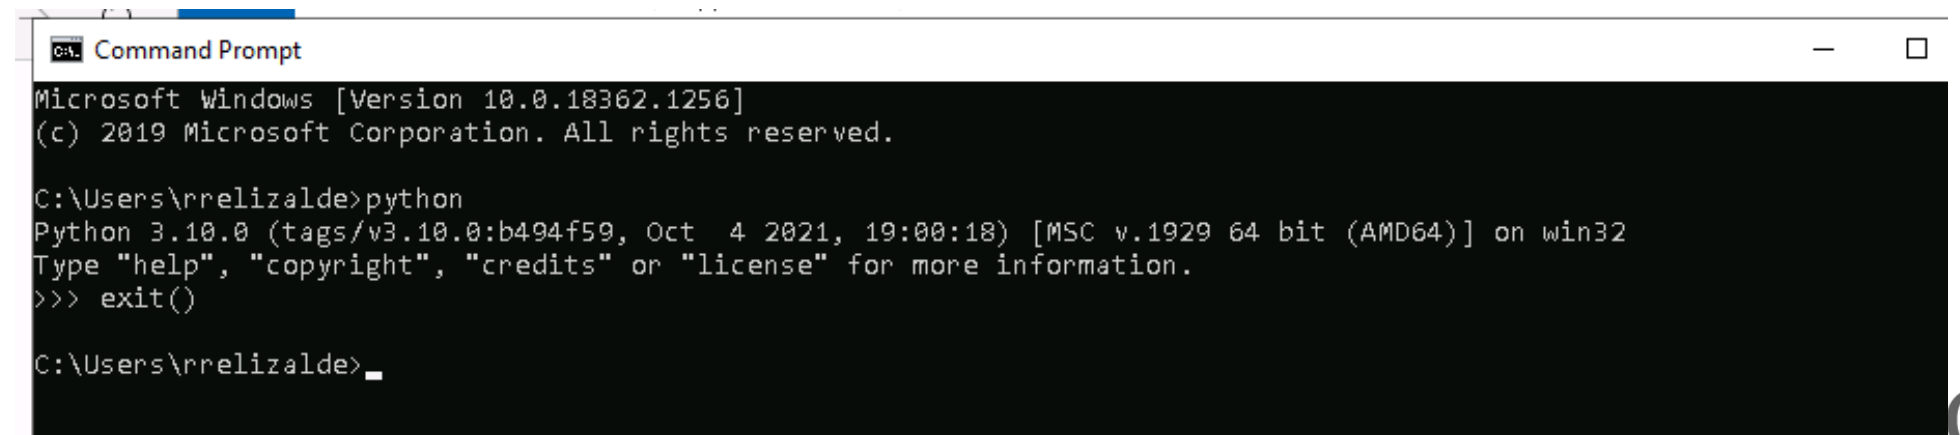 Command Prompt
Microsoft Windows [Version 10.0.18362.1256]
(c) 2019 Microsoft Corporation. All rights reserved.
C:\Users\rrelizalde>python
Python 3.10.0 (tags/v3.10.0:b494f59, Oct  4 2021, 19:00:18) [MSC v.1929 64 bit (AMD64)] on win32
Type "help", "copyright", "credits" or "license" for more information.
>>> exit()
C:\Users\rrelizalde>